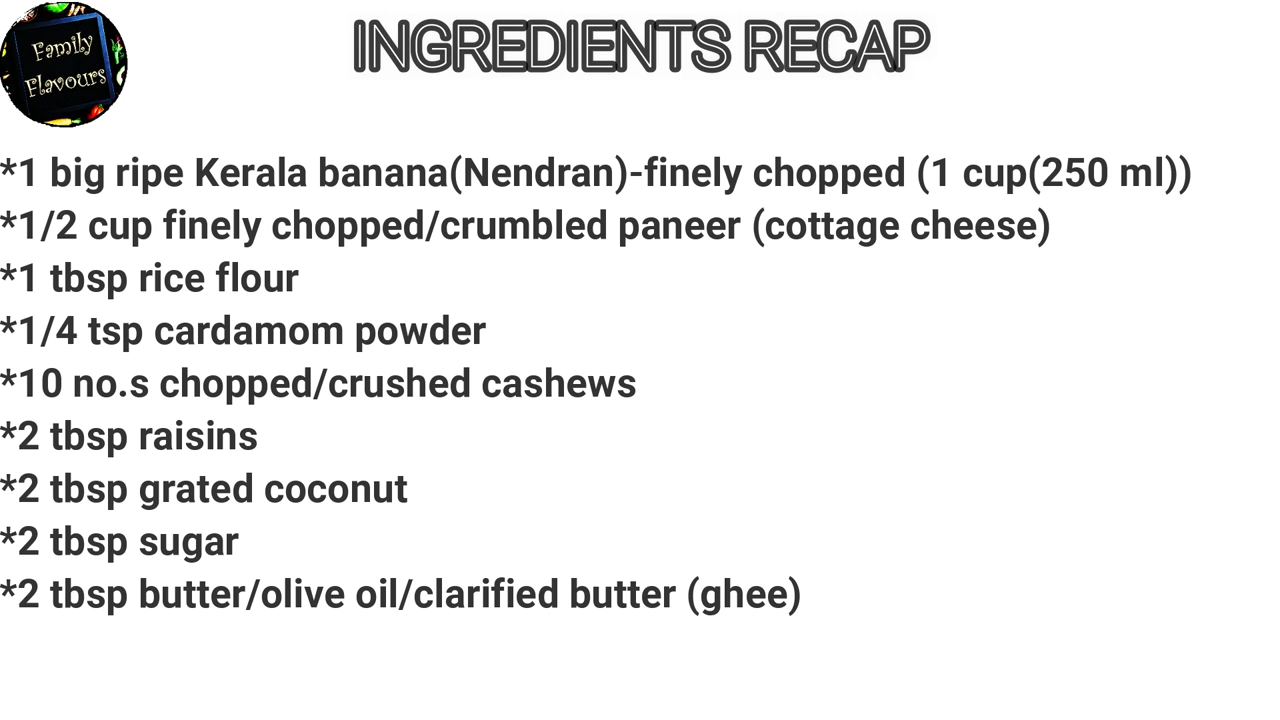 Family
Flavours
INGREDIENTS RECAP
*1 big ripe Kerala banana(Nendran)-finely chopped (1 cup(250 ml))
*1/2 cup finely chopped/crumbled paneer (cottage cheese)
*1 tbsp rice flour
*1/4 tsp cardamom powder
*10 no.s chopped/crushed cashews
*2 tbsp raisins
*2 tbsp grated coconut
*2 tbsp sugar
*2 tbsp butter/olive oil/clarified butter (ghee)